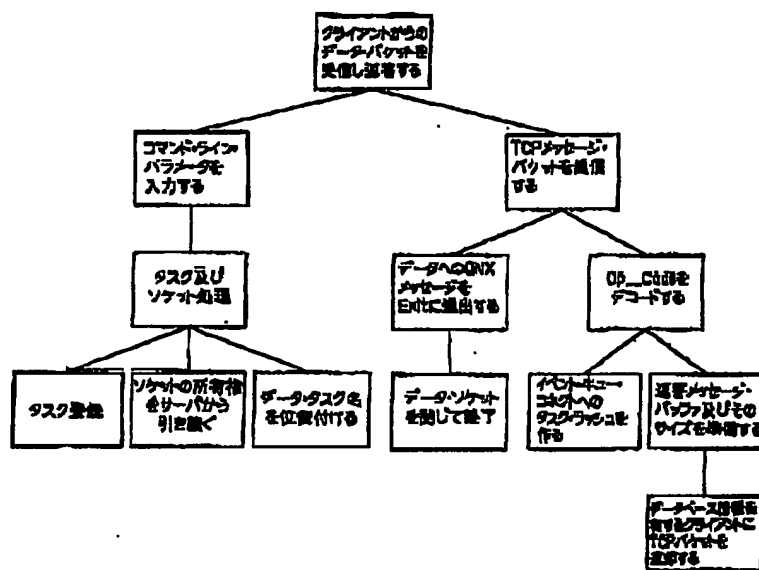 クライアントからの
データ・パケットを
受信し返答する
コマンド・ライン・
パラメータを
入力する
TCPメッセージ・
パケットを受信
する
タスク及び
ソケット処理
データへのQNX
メッセージを
Exitに送出する
Op__Codeを
デコードする
タスク登録
ソケットの所有権
をサーバから
引き継ぐ
データ・タスク名
を位置付ける
データ・ソケット
を閉じて終了
イベント・キュー・
コネクトへの
タスク・ラッシュを
作る
返答メッセージ・
バッファ及びその
サイズを準備する
データベース情報を
有するクライアントに
TCPパケットを
返答する